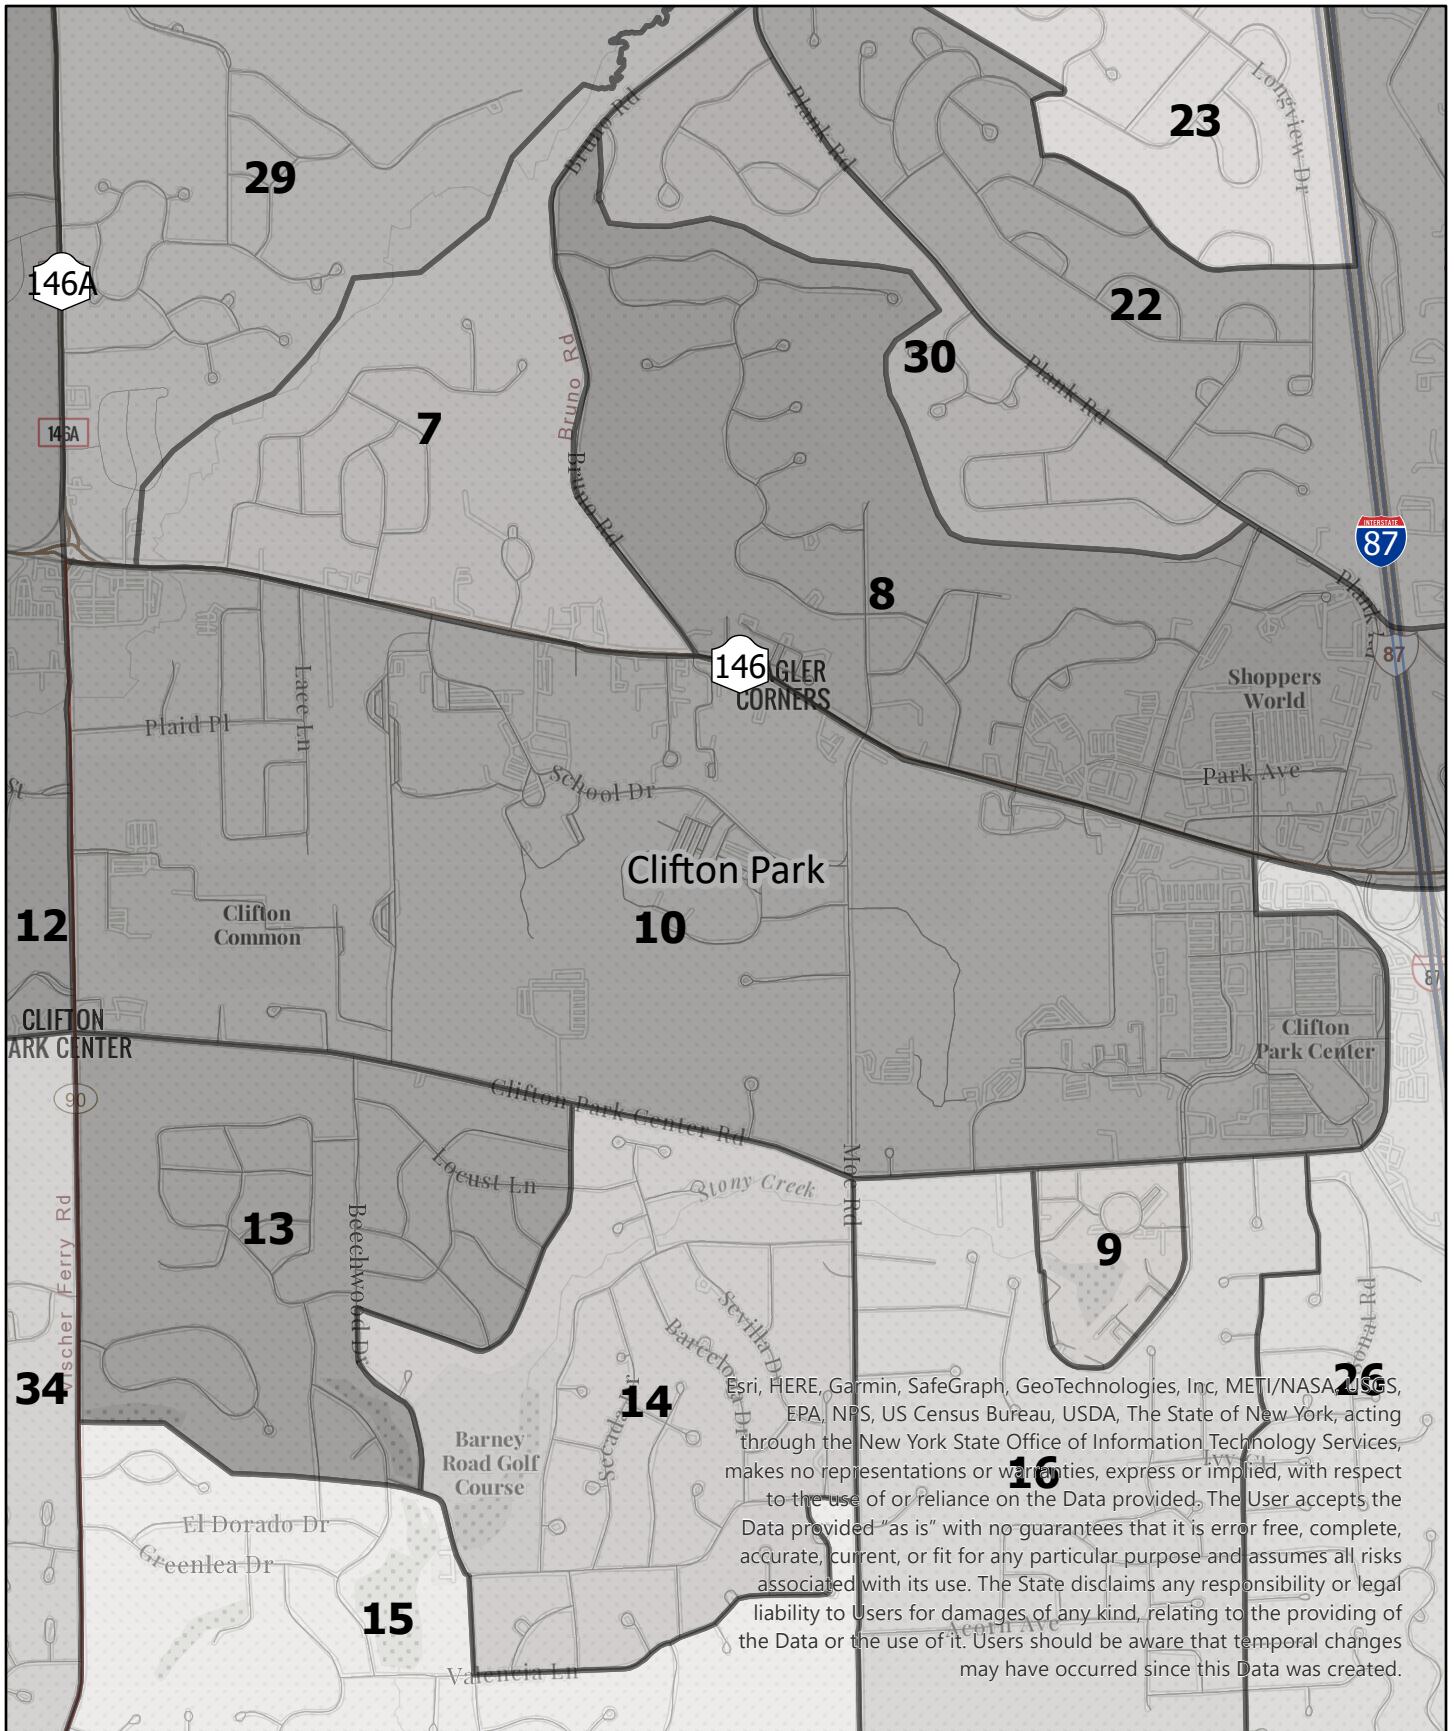 23
Longview Dr
Bruno Rd
Plank Rd
29
146A
22
30
Plank Rd
Bruno Rd
7
146A
Bruno Rd
INTERSTATE
87
8
Plank Rd
146
GLER
CORNERS
87
Shoppers
World
Lace Ln
Plaid Pl
Park Ave
School Dr
St
Clifton Park
12
Clifton
Common
10
87
CLIFTON
ARK CENTER
Clifton
Park Center
90
Clifton Park Center Rd
Moe Rd
Locust Ln
Stony Creek
Vischer Ferry Rd
13
Beechwood Dr
9
Sevilla Dr
Barcelona Dr
34
14
26
Esri, HERE, Garmin, SafeGraph, GeoTechnologies, Inc, METI/NASA, USGS,
EPA, NPS, US Census Bureau, USDA, The State of New York, acting
through the New York State Office of Information Technology Services,
makes no representations or warranties, express or implied, with respect
to the use of or reliance on the Data provided. The User accepts the
Data provided "as is" with no guarantees that it is error free, complete,
accurate, current, or fit for any particular purpose and assumes all risks
associated with its use. The State disclaims any responsibility or legal
liability to Users for damages of any kind, relating to the providing of
the Data or the use of it. Users should be aware that temporal changes
may have occurred since this Data was created.
Barney
Road Golf
Course
16
El Dorado Dr
Greenlea Dr
15
Acorn Ave
Valencia Ln